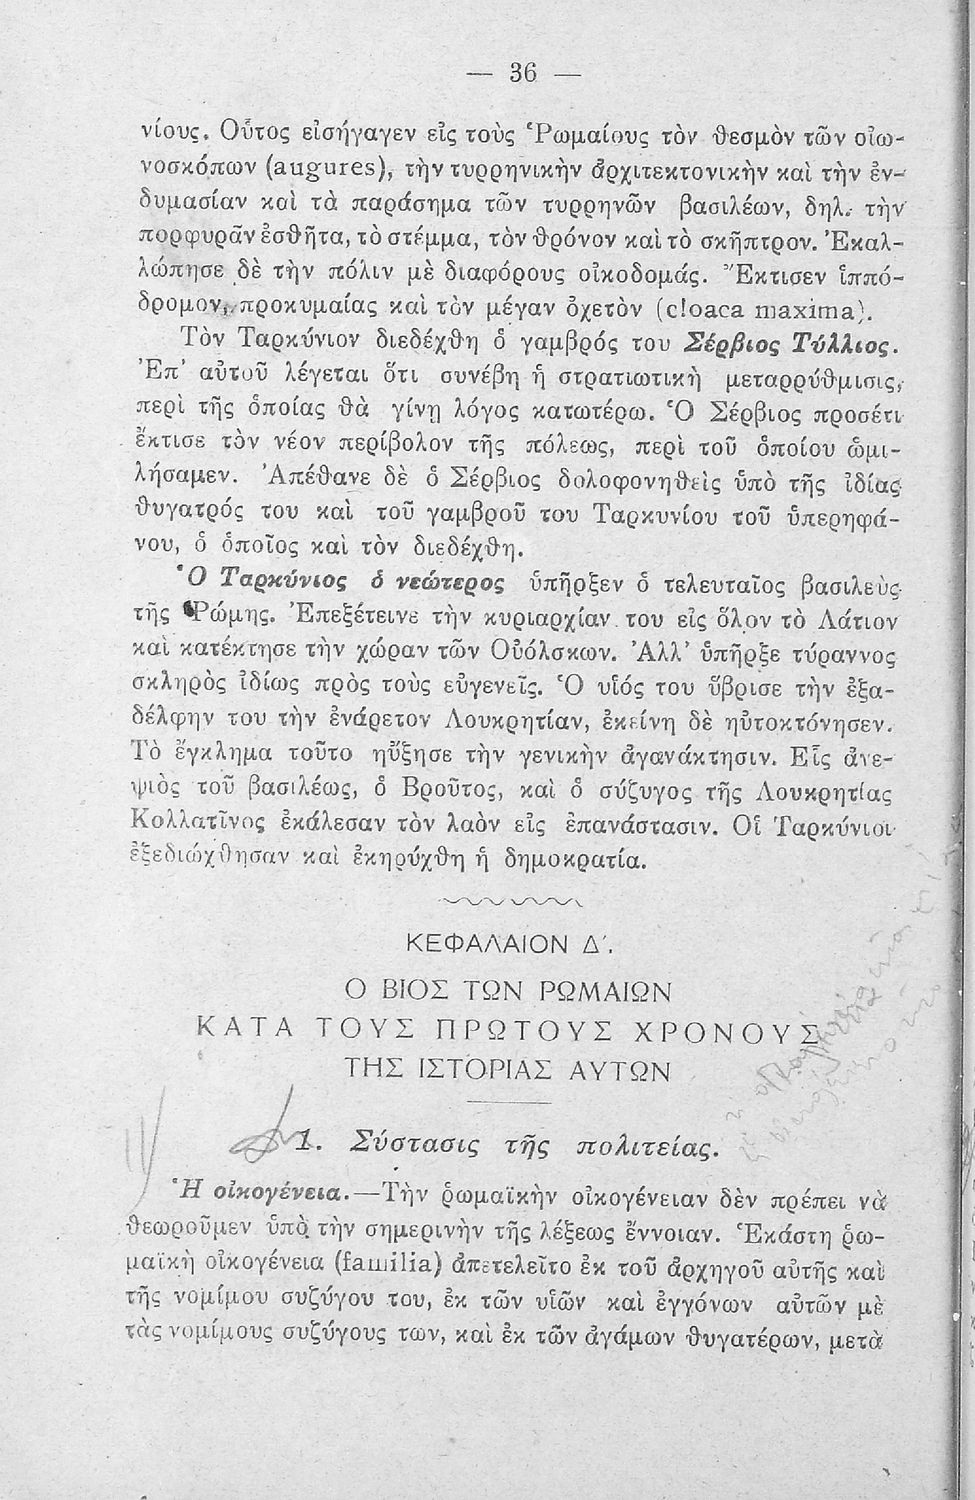 — 36 —
νίους. Οὗτος εἰσήγαγεν εἰς τοὺς Ῥωμαίους τὸν θεσμὸν τῶν οἰω-
νοσκόπων (augures), τὴν τυρρηνικὴν ἀρχιτεκτονικὴν καὶ τὴν ἐν-
δυμασίαν καὶ τὰ παράσημα τῶν τυρρηνῶν βασιλέων, δηλ. τὴν
πορφυρᾶν ἐσθῆτα, τὸ στέμμα, τὸν θρόνον καὶ τὸ σκῆπτρον. Ἐκαλ-
λώπησε δὲ τὴν πόλιν μὲ διαφόρους οἰκοδομάς. Ἔκτισεν ἱππό-
δρομον, προκυμαίας καὶ τὸν μέγαν ὀχετὸν (cloaca maxima).
Τὸν Ταρκύνιον διεδέχθη ὁ γαμβρός του Σέρβιος Τύλλιος.
Ἐπ' αὐτοῦ λέγεται ὅτι συνέβη ἡ στρατιωτικὴ μεταρρύθμισις,
περὶ τῆς ὁποίας θὰ γίνῃ λόγος κατωτέρω. Ὁ Σέρβιος προσέτι
ἔκτισε τὸν νέον περίβολον τῆς πόλεως, περὶ τοῦ ὁποίου ὡμι-
λήσαμεν. Ἀπέθανε δὲ ὁ Σέρβιος δολοφονηθεὶς ὑπὸ τῆς ἰδίας
θυγατρός του καὶ τοῦ γαμβροῦ του Ταρκυνίου τοῦ ὑπερηφά-
νου, ὁ ὁποῖος καὶ τὸν διεδέχθη.
Ὁ Ταρκύνιος ὁ νεώτερος ὑπῆρξεν ὁ τελευταῖος βασιλεὺς
τῆς Ῥώμης. Ἐπεξέτεινε τὴν κυριαρχίαν του εἰς ὅλον τὸ Λάτιον
καὶ κατέκτησε τὴν χώραν τῶν Οὐόλσκων. Ἀλλ' ὑπῆρξε τύραννος
σκληρὸς ἰδίως πρὸς τοὺς εὐγενεῖς. Ὁ υἱός του ὕβρισε τὴν ἐξα-
δέλφην του τὴν ἐνάρετον Λουκρητίαν, ἐκείνη δὲ ηὐτοκτόνησεν.
Τὸ ἔγκλημα τοῦτο ηὔξησε τὴν γενικὴν ἀγανάκτησιν. Εἷς ἀνε-
ψιὸς τοῦ βασιλέως, ὁ Βροῦτος, καὶ ὁ σύζυγος τῆς Λουκρητίας
Κολλατῖνος ἐκάλεσαν τὸν λαὸν εἰς ἐπανάστασιν. Οἱ Ταρκύνιοι
ἐξεδιώχθησαν καὶ ἐκηρύχθη ἡ δημοκρατία.
ΚΕΦΑΛΑΙΟΝ Δ΄.
Ο ΒΙΟΣ ΤΩΝ ΡΩΜΑΙΩΝ
ΚΑΤΑ ΤΟΥΣ ΠΡΩΤΟΥΣ ΧΡΟΝΟΥΣ
ΤΗΣ ΙΣΤΟΡΙΑΣ ΑΥΤΩΝ
1. Σύστασις τῆς πολιτείας.
Ἡ οἰκογένεια.—Τὴν ῥωμαϊκὴν οἰκογένειαν δὲν πρέπει νὰ
θεωροῦμεν ὑπὸ τὴν σημερινὴν τῆς λέξεως ἔννοιαν. Ἑκάστη ῥω-
μαϊκὴ οἰκογένεια (familia) ἀπετελεῖτο ἐκ τοῦ ἀρχηγοῦ αὐτῆς καὶ
τῆς νομίμου συζύγου του, ἐκ τῶν υἱῶν καὶ ἐγγόνων αὐτῶν μὲ
τὰς νομίμους συζύγους των, καὶ ἐκ τῶν ἀγάμων θυγατέρων, μετὰ